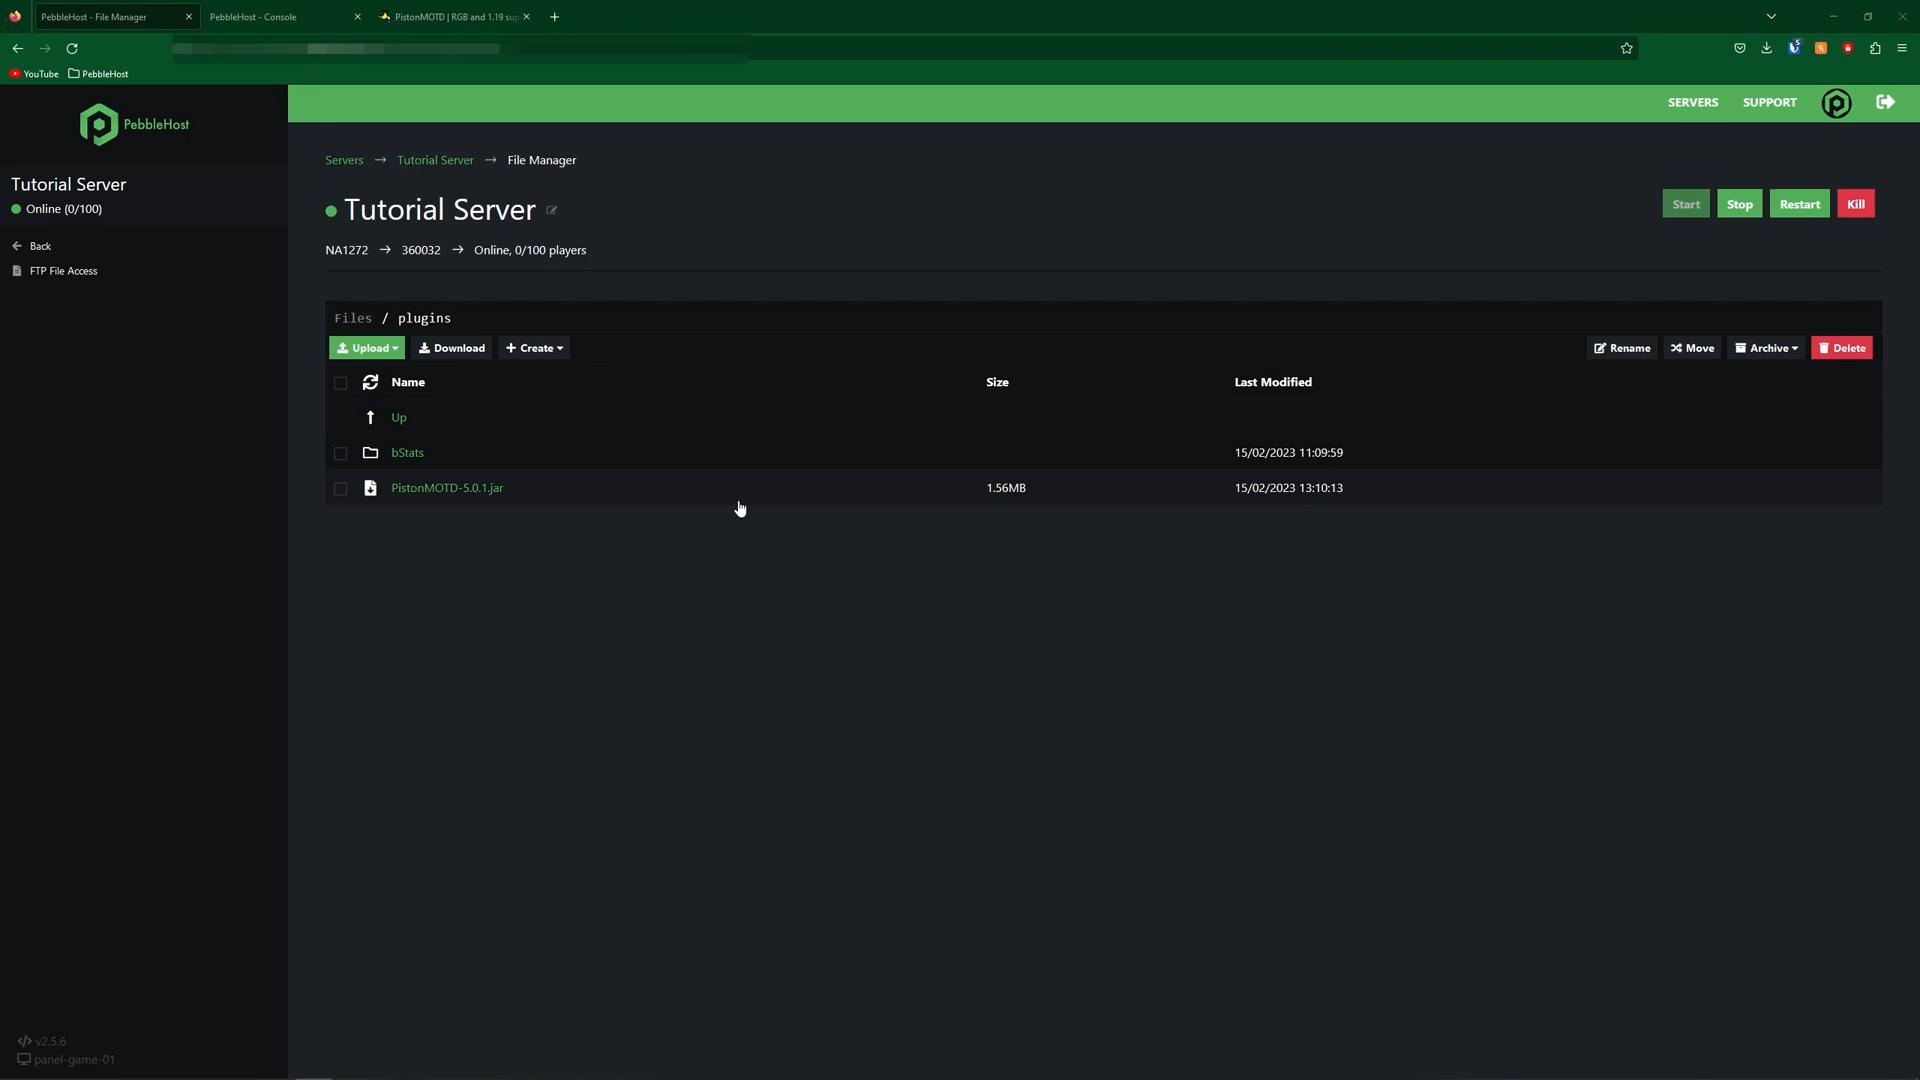 PebbleHost - File Manager
PebbleHost - Console
PistonMOTD | RGB and 1.19 sup
5
YouTube
PebbleHost
PebbleHost
SERVERS
SUPPORT
Tutorial Server
Online (0/100)
Back
FTP File Access
Servers → Tutorial Server → File Manager
Tutorial Server
Start
Stop
Restart
Kill
NA1272 → 360032 → Online, 0/100 players
Files / plugins
Upload
Download
+ Create
Rename
Move
Archive
Delete
Name
Size
Last Modified
Up
bStats
15/02/2023 11:09:59
PistonMOTD-5.0.1.jar
1.56MB
15/02/2023 13:10:13
v2.5.6
panel-game-01